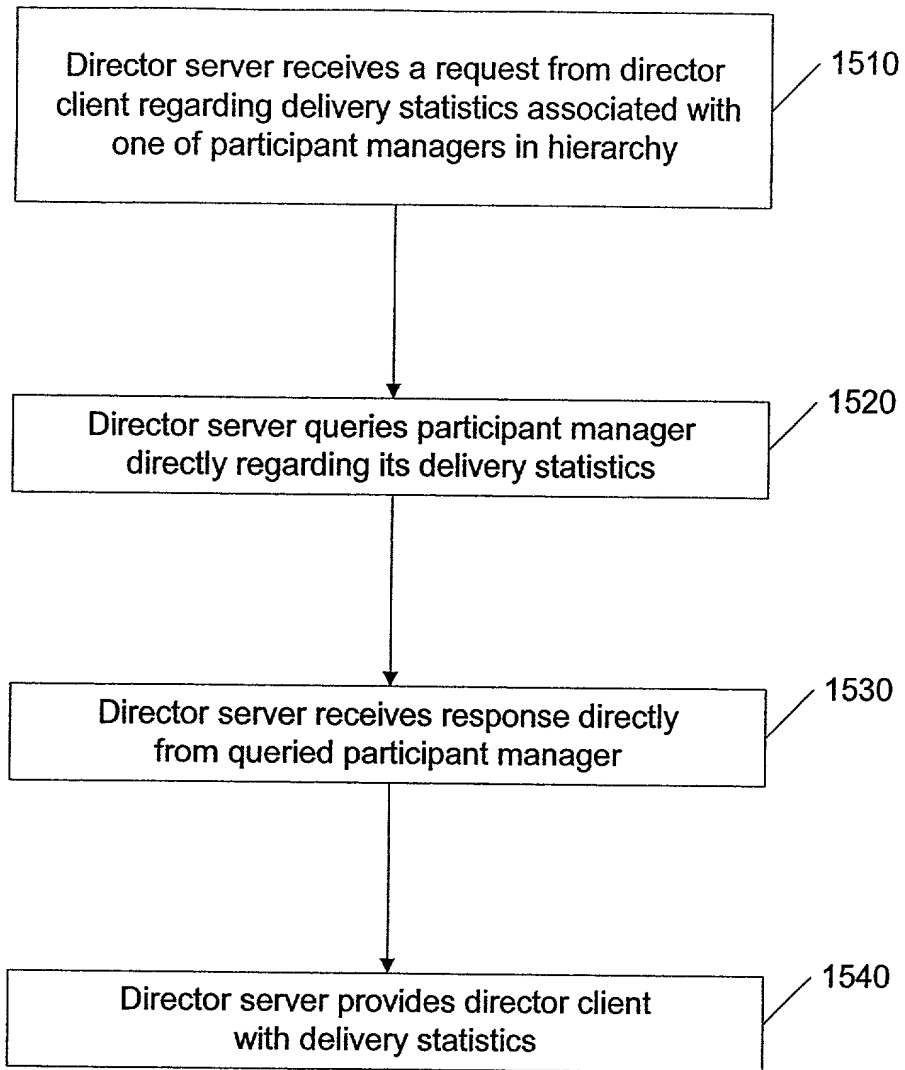 Director server receives a request from director
client regarding delivery statistics associated with
one of participant managers in hierarchy
1510
Director server queries participant manager
directly regarding its delivery statistics
1520
Director server receives response directly
from queried participant manager
1530
Director server provides director client
with delivery statistics
1540